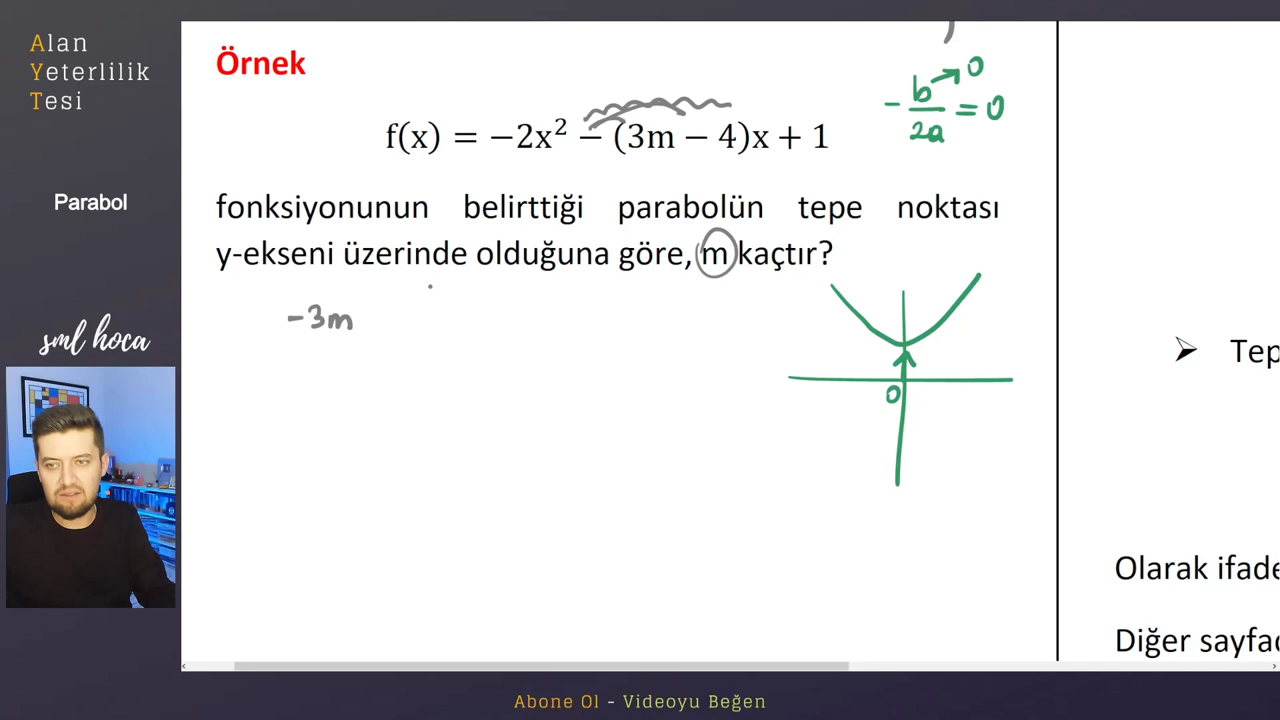 Alan
Yeterlilik
Tesi
Parabol
sml hoca
Örnek
f(x) = −2x² − (3m − 4)x + 1
- b/2a = 0
0
fonksiyonunun belirttiği parabolün tepe noktası
y-ekseni üzerinde olduğuna göre, m kaçtır?
-3m
0
➢ Tep
Olarak ifade
Diğer sayfad
Abone Ol - Videoyu Beğen